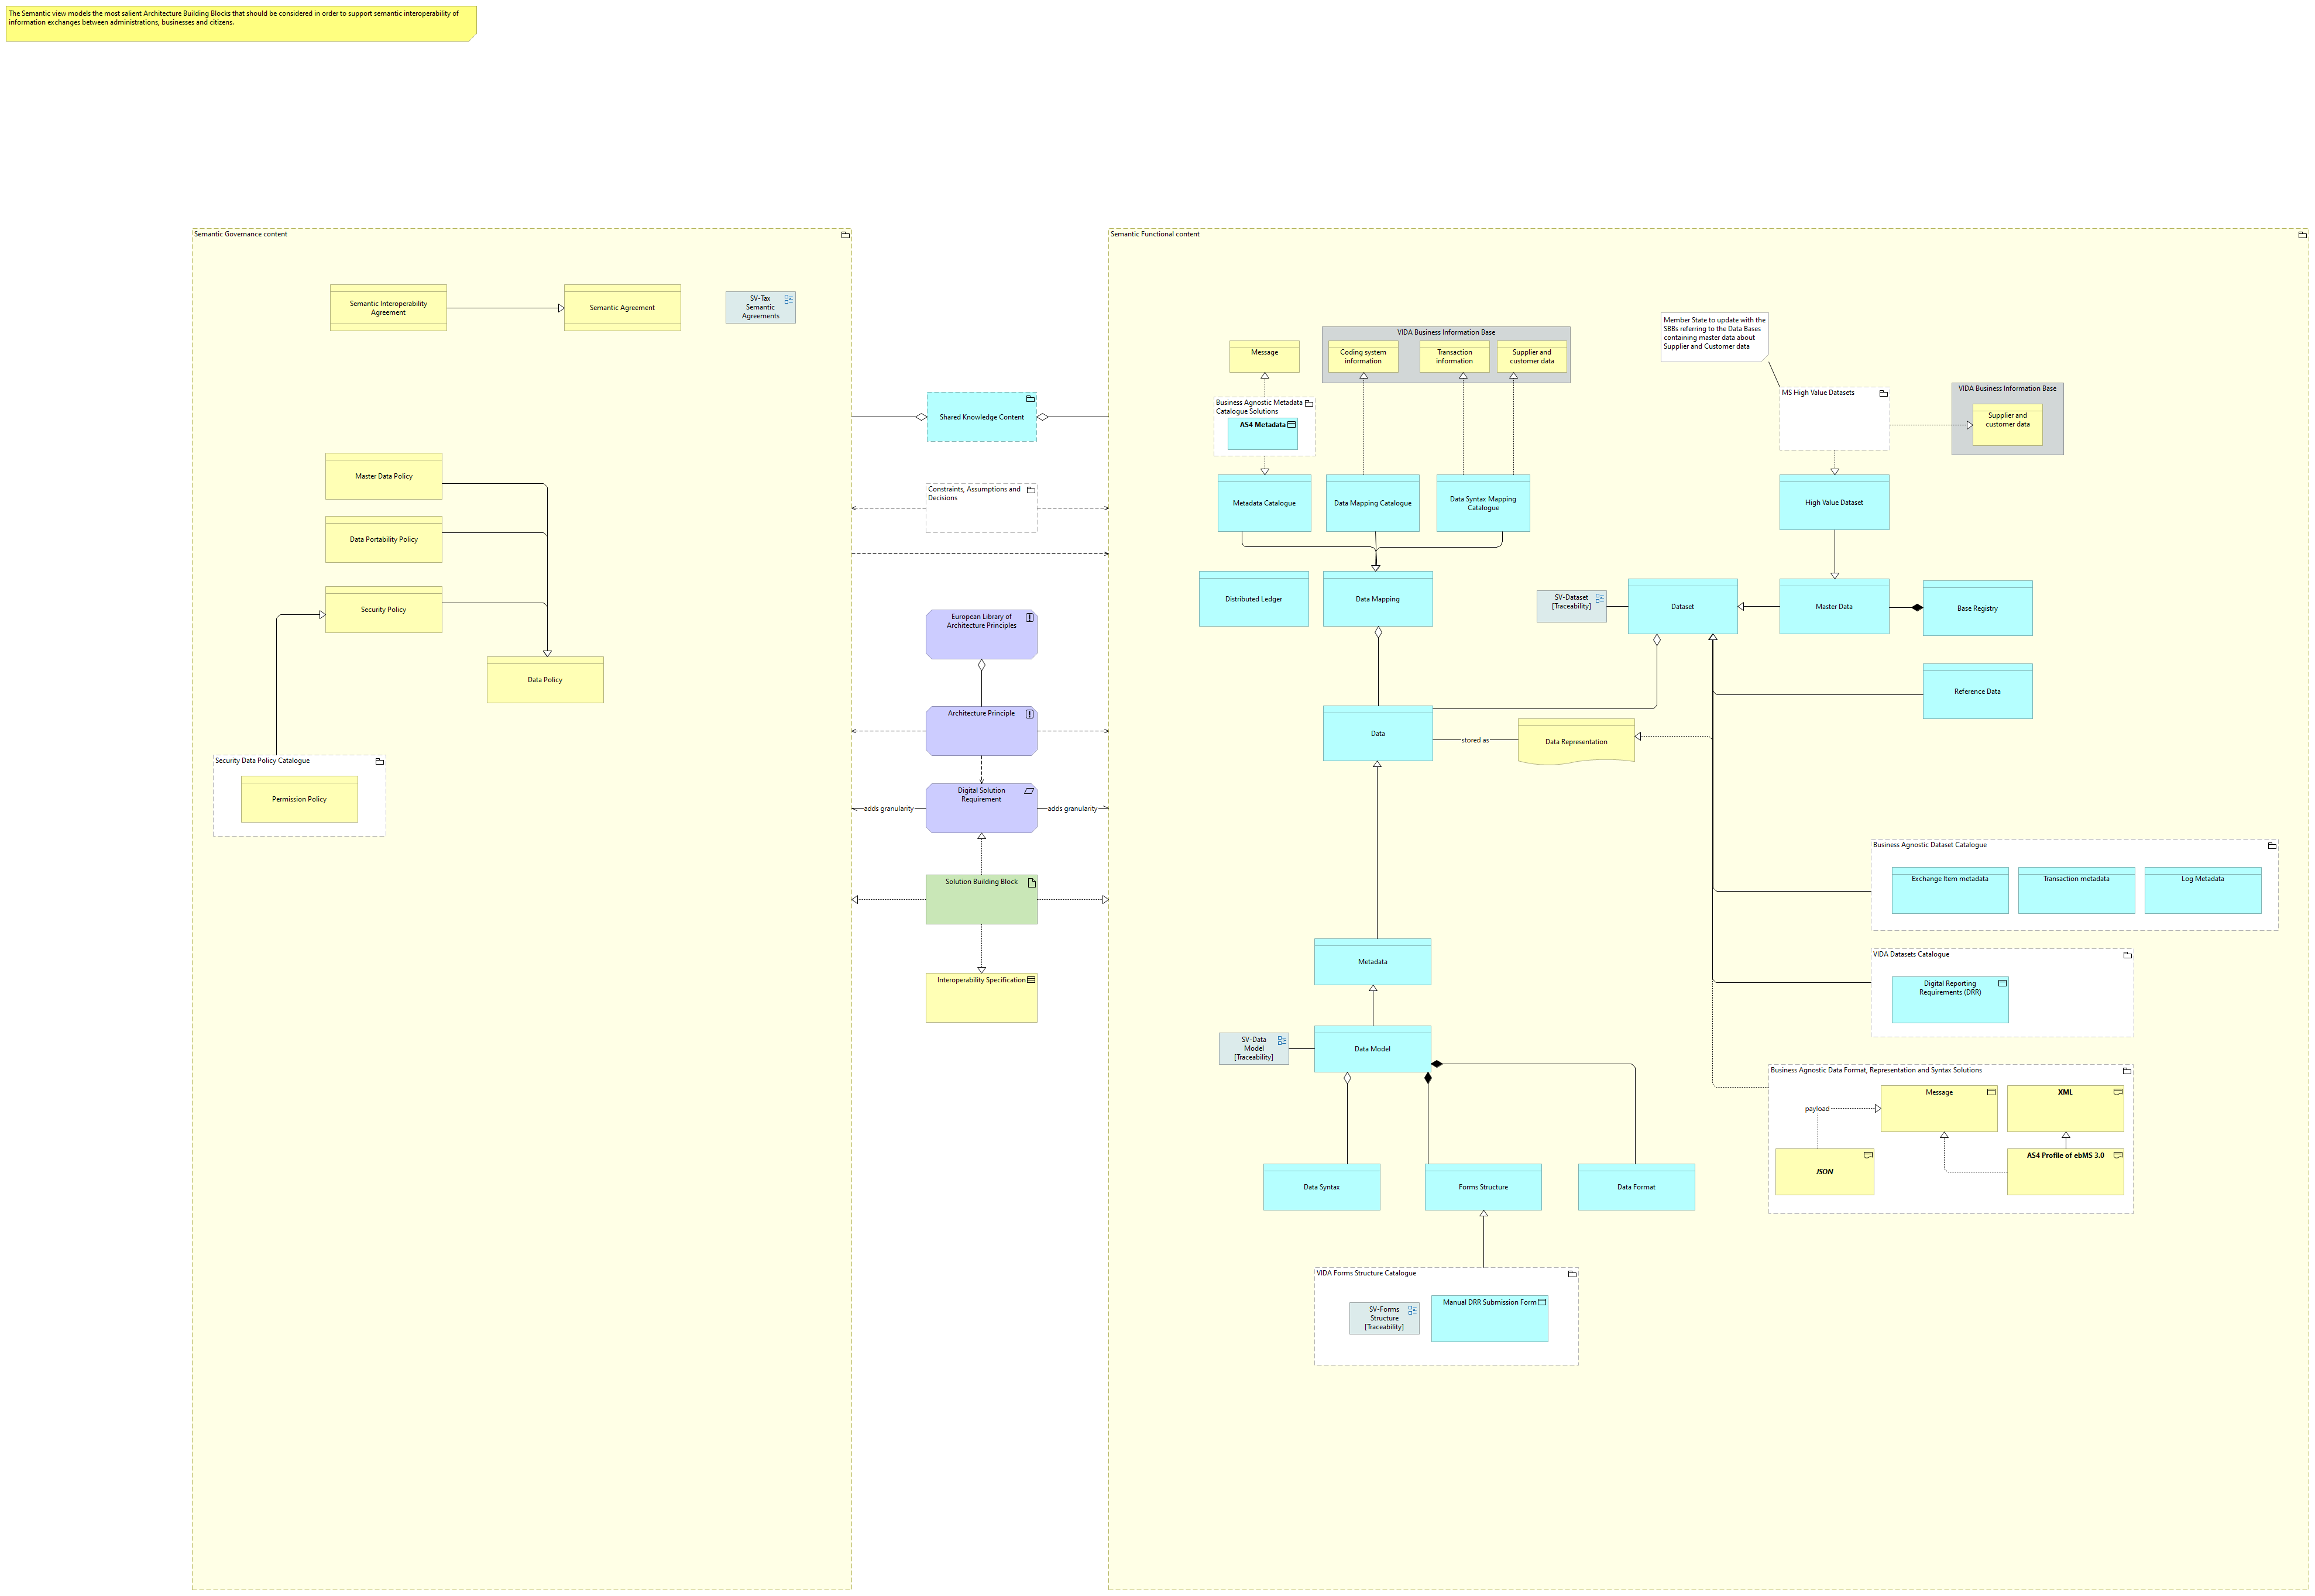 The Semantic view models the most salient Architecture Building Blocks that should be considered in order to support semantic interoperability of
information exchanges between administrations, businesses and citizens.
Semantic Governance content
Semantic Interoperability
Agreement
Semantic Agreement
SV-Tax
Semantic
Agreements
Master Data Policy
Data Portability Policy
Security Policy
Data Policy
Security Data Policy Catalogue
Permission Policy
Shared Knowledge Content
Constraints, Assumptions and
Decisions
European Library of
Architecture Principles
Architecture Principle
Digital Solution
Requirement
adds granularity
adds granularity
Solution Building Block
Interoperability Specification
Semantic Functional content
Message
VIDA Business Information Base
Coding system
information
Transaction
information
Supplier and
customer data
Business Agnostic Metadata
Catalogue Solutions
AS4 Metadata
Metadata Catalogue
Data Mapping Catalogue
Data Syntax Mapping
Catalogue
Distributed Ledger
Data Mapping
Member State to update with the
SBBs referring to the Data Bases
containing master data about
Supplier and Customer data
MS High Value Datasets
VIDA Business Information Base
Supplier and
customer data
High Value Dataset
SV-Dataset
[Traceability]
Dataset
Master Data
Base Registry
Reference Data
Data
stored as
Data Representation
Business Agnostic Dataset Catalogue
Exchange Item metadata
Transaction metadata
Log Metadata
Metadata
VIDA Datasets Catalogue
Digital Reporting
Requirements (DRR)
SV-Data
Model
[Traceability]
Data Model
Business Agnostic Data Format, Representation and Syntax Solutions
Message
XML
payload
JSON
AS4 Profile of ebMS 3.0
Data Syntax
Forms Structure
Data Format
VIDA Forms Structure Catalogue
SV-Forms
Structure
[Traceability]
Manual DRR Submission Form